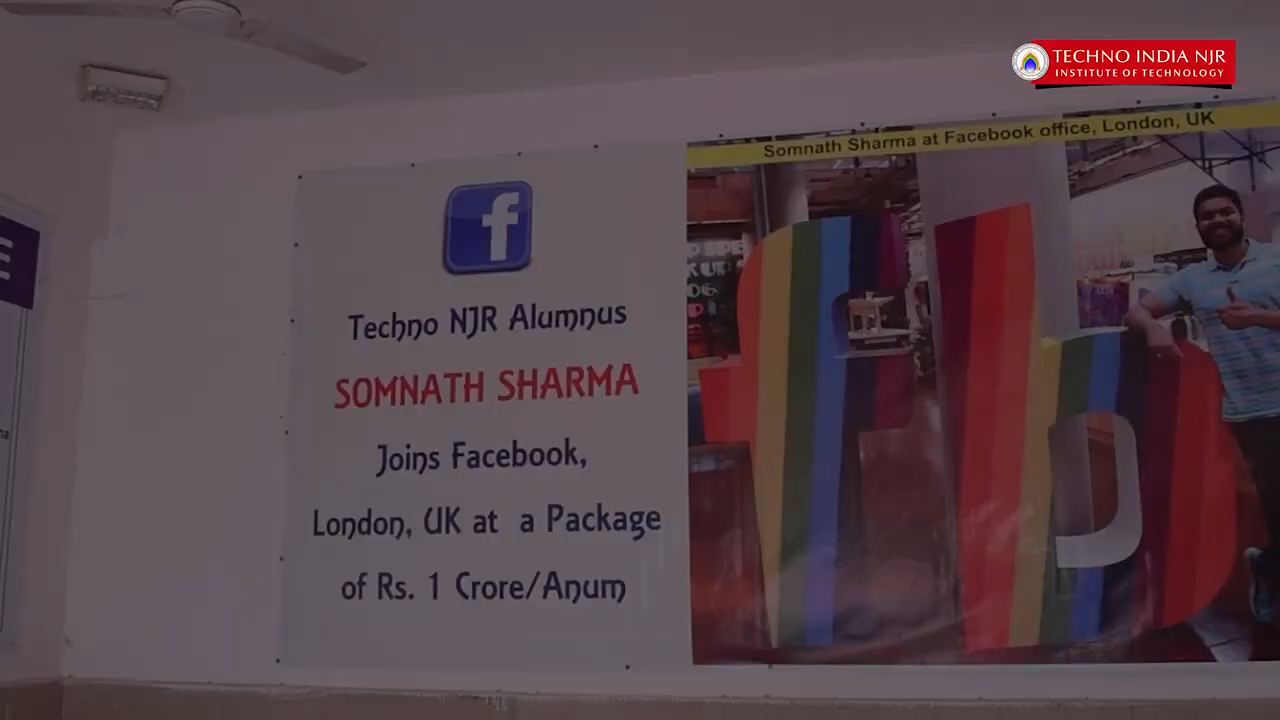 TECHNO INDIA NJR
INSTITUTE OF TECHNOLOGY
Somnath Sharma at Facebook office, London, UK
f
Techno NJR Alumnus
SOMNATH SHARMA
Joins Facebook,
London, UK at a Package
of Rs. 1 Crore/Anum
fb
E